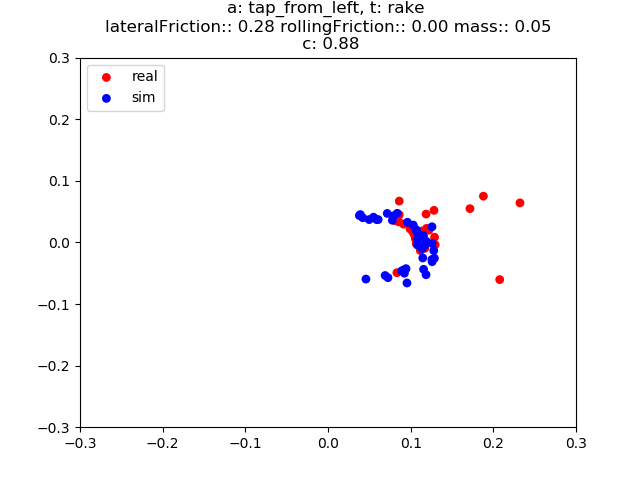 a: tap_from_left, t: rake
lateralFriction:: 0.28 rollingFriction:: 0.00 mass:: 0.05
c: 0.88
real
sim
0.3
0.2
0.1
0.0
−0.1
−0.2
−0.3
−0.3 −0.2 −0.1 0.0 0.1 0.2 0.3